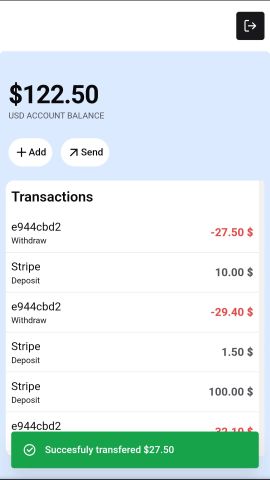 $122.50
USD ACCOUNT BALANCE
Add
Send
Transactions
e944cbd2
Withdraw
-27.50 $
Stripe
Deposit
10.00 $
e944cbd2
Withdraw
-29.40 $
Stripe
Deposit
1.50 $
Stripe
Deposit
100.00 $
e944cbd2
Succesfuly transfered $27.50